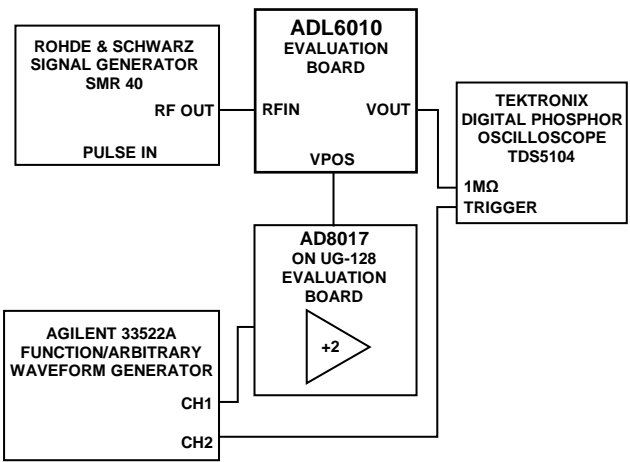 ROHDE & SCHWARZ
SIGNAL GENERATOR
SMR 40
RF OUT
PULSE IN
ADL6010
EVALUATION
BOARD
RFIN
VOUT
VPOS
TEKTRONIX
DIGITAL PHOSPHOR
OSCILLOSCOPE
TDS5104
1MΩ
TRIGGER
AD8017
ON UG-128
EVALUATION
BOARD
+2
AGILENT 33522A
FUNCTION/ARBITRARY
WAVEFORM GENERATOR
CH1
CH2